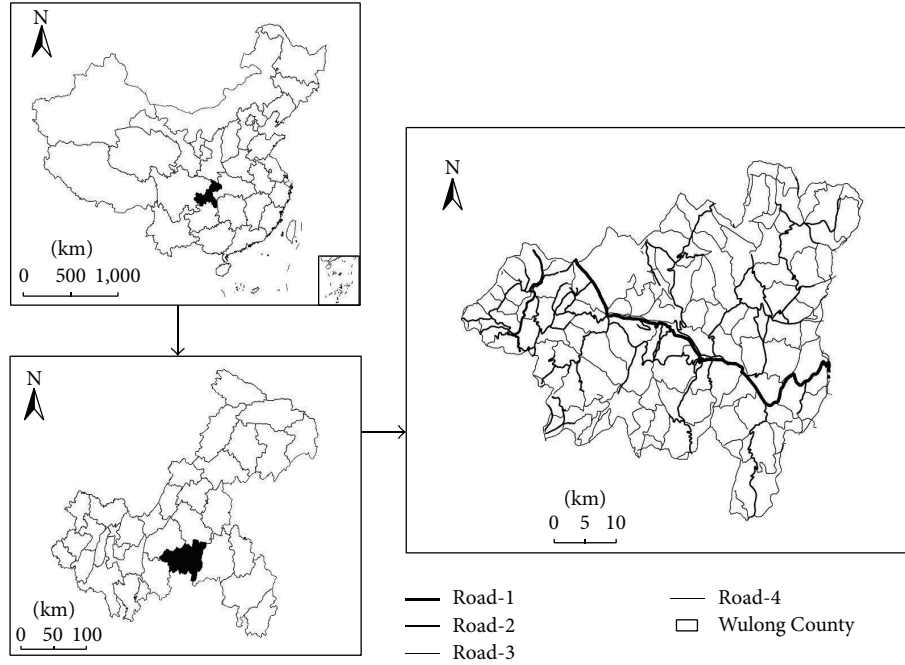 N
(km)
0 500 1,000
N
(km)
0 50 100
N
(km)
0 5 10
Road-1
Road-2
Road-3
Road-4
Wulong County